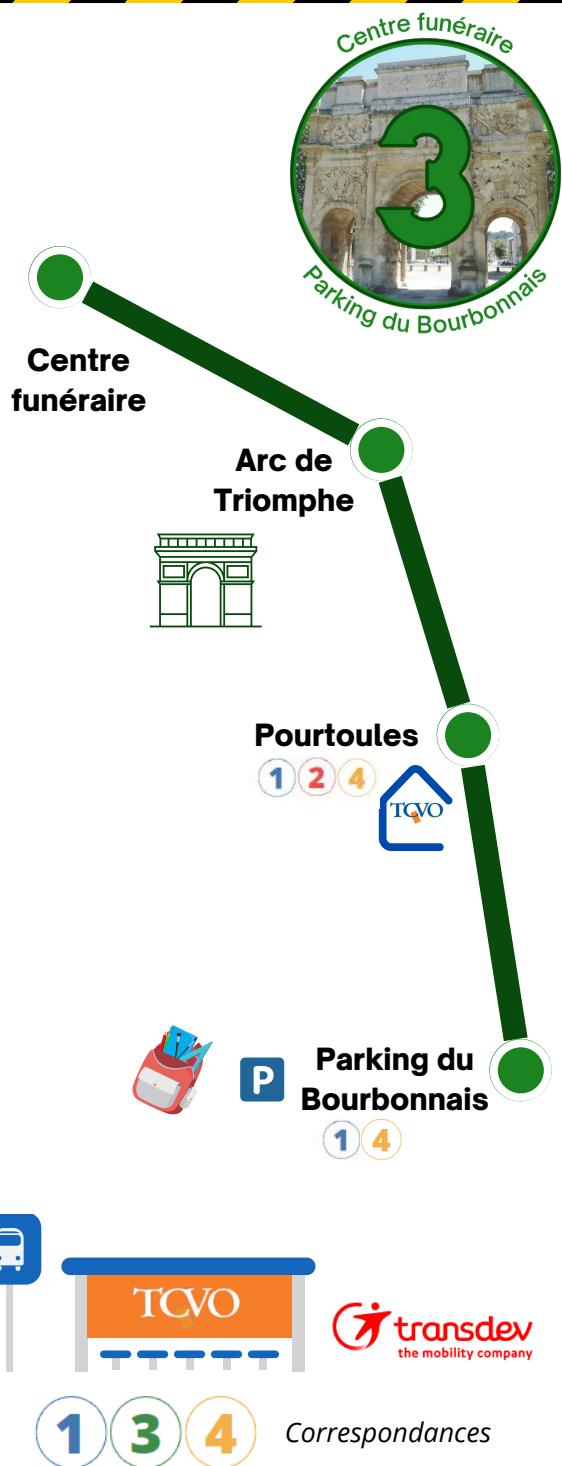 Centre funéraire
3
Parking du Bourbonnais
Centre
funéraire
Arc de
Triomphe
Pourtoules
1 2 4
TCVO
P
Parking du
Bourbonnais
1 4
TCVO
transdev
the mobility company
1 3 4 Correspondances